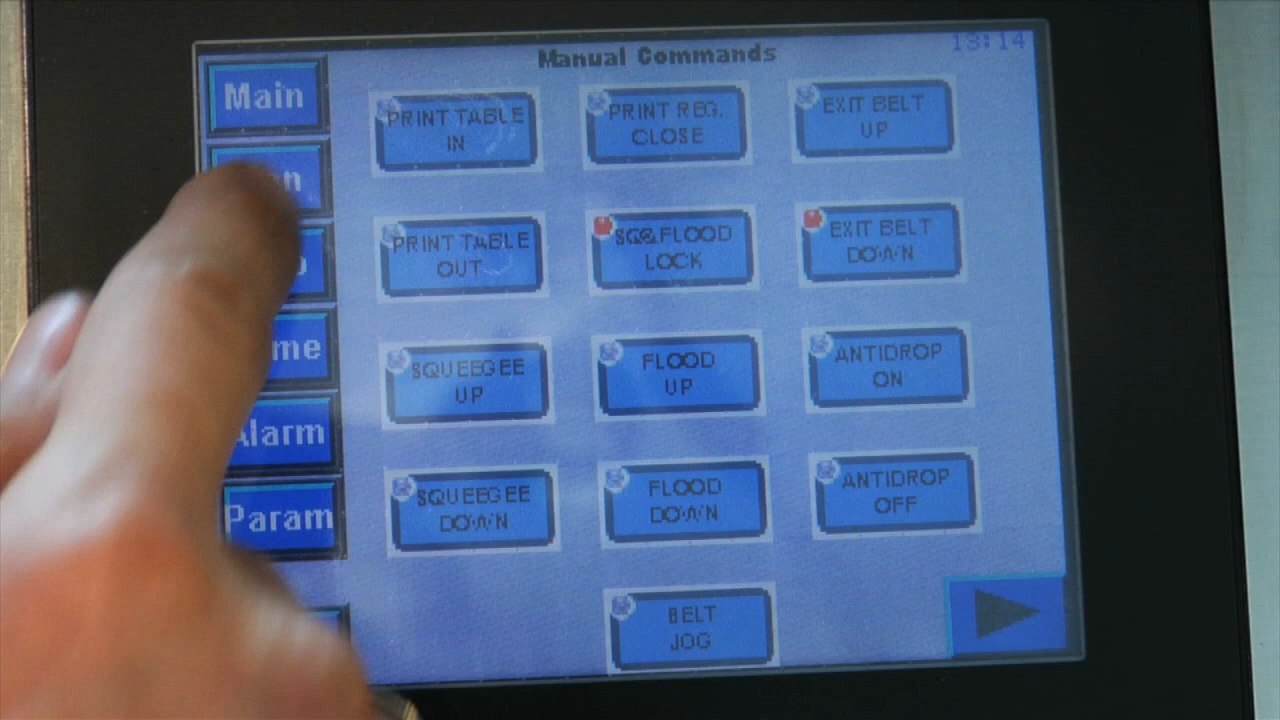 Manual Commands
13:14
Main
PRINT TABLE
IN
PRINT REG.
CLOSE
EXIT BELT
UP
PRINT TABLE
OUT
SQ&FLOOD
LOCK
EXIT BELT
DOWN
SQUEEGEE
UP
FLOOD
UP
ANTIDROP
ON
Alarm
SQUEEGEE
DOWN
FLOOD
DOWN
ANTIDROP
OFF
Param
BELT
JOG